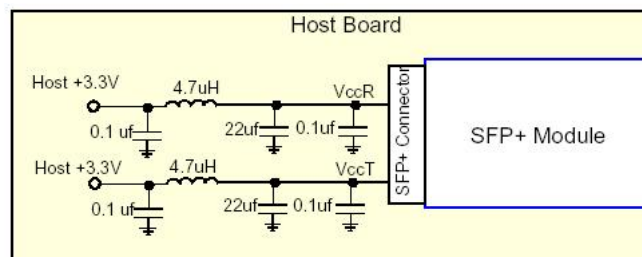 Host Board
Host +3.3V
4.7uH
VccR
0.1 uf
22uf
0.1uf
Host +3.3V
4.7uH
VccT
0.1 uf
22uf
0.1uf
SFP+ Connector
SFP+ Module